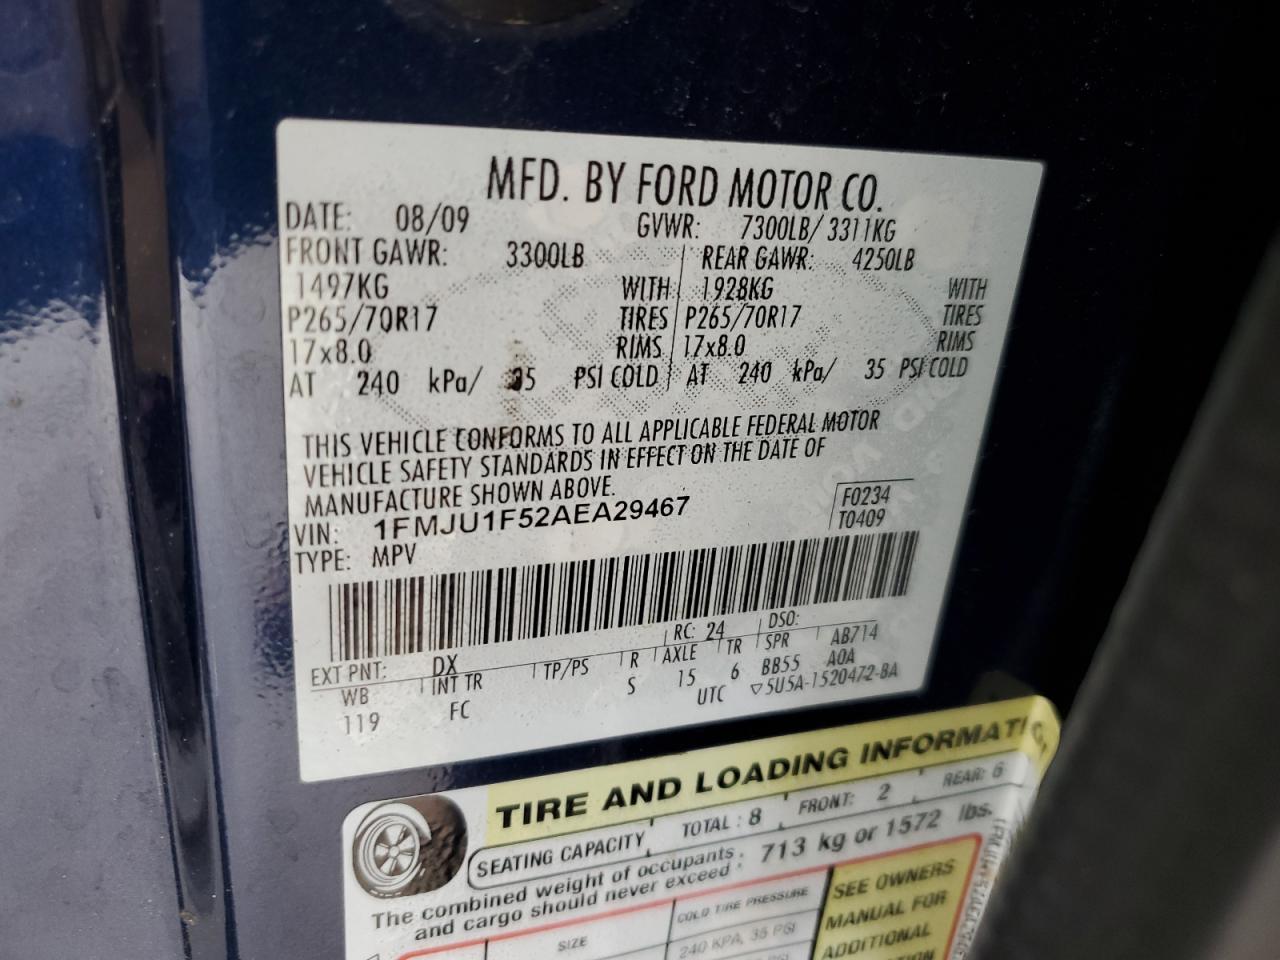 MFD. BY FORD MOTOR CO.
DATE: 08/09 GVWR: 7300LB/ 3311KG
FRONT GAWR: 3300LB REAR GAWR: 4250LB
1497KG WITH 1928KG WITH
P265/70R17 TIRES P265/70R17 TIRES
17x8.0 RIMS 17x8.0 RIMS
AT 240 kPa/ 35 PSI COLD AT 240 kPa/ 35 PSI COLD
THIS VEHICLE CONFORMS TO ALL APPLICABLE FEDERAL MOTOR
VEHICLE SAFETY STANDARDS IN EFFECT ON THE DATE OF
MANUFACTURE SHOWN ABOVE.
VIN: 1FMJU1F52AEA29467
F0234
T0409
TYPE: MPV
RC: 24 DSO:
EXT PNT: DX
WB INT TR TP/PS R AXLE TR SPR AB714
119 FC S 15 6 BB55 AOA
UTC ▽5U5A-1520472-BA
TIRE AND LOADING INFORMATI
SEATING CAPACITY TOTAL: 8 FRONT: 2 REAR: 6
The combined weight of occupants
and cargo should never exceed : 713 kg or 1572 lbs.
SIZE COLD TIRE PRESSURE
240 KPA, 35 PSI
PSI
SEE OWNERS
MANUAL FOR
ADDITIONAL